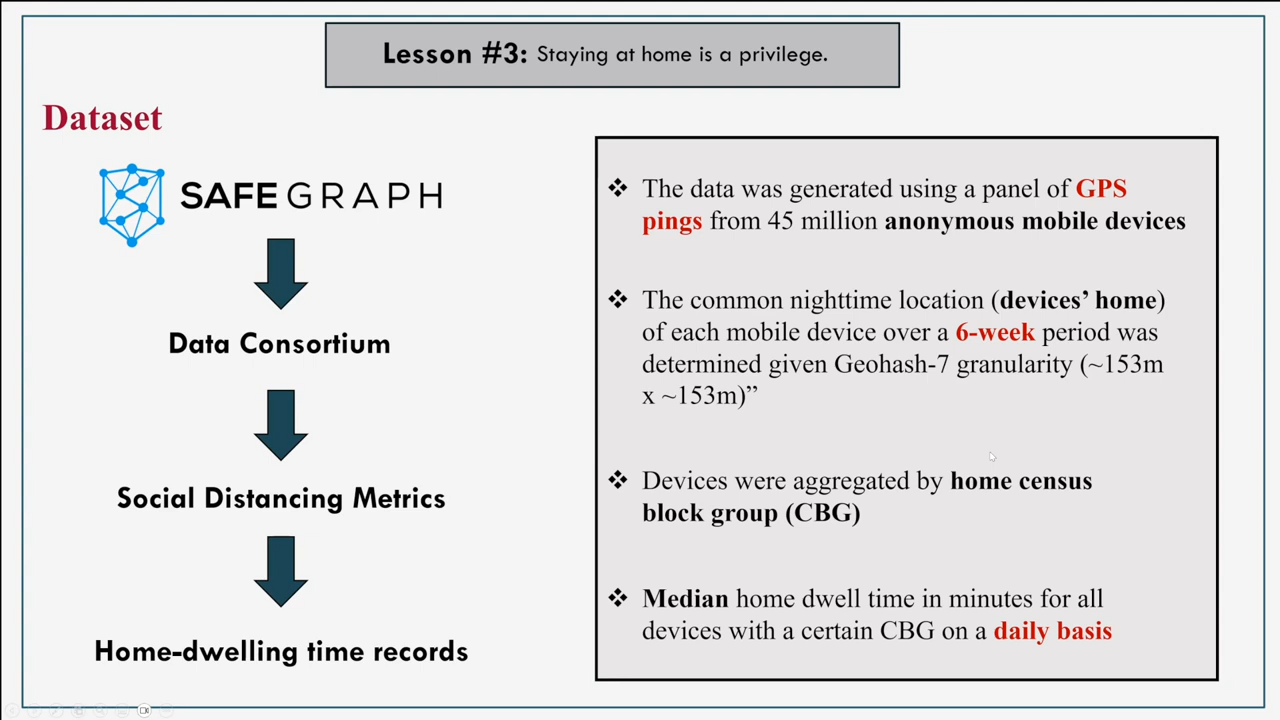 Lesson #3: Staying at home is a privilege.
Dataset
SAFEGRAPH
Data Consortium
Social Distancing Metrics
Home-dwelling time records
❖ The data was generated using a panel of GPS
pings from 45 million anonymous mobile devices
❖ The common nighttime location (devices’ home)
of each mobile device over a 6-week period was
determined given Geohash-7 granularity (~153m
x ~153m)”
❖ Devices were aggregated by home census
block group (CBG)
❖ Median home dwell time in minutes for all
devices with a certain CBG on a daily basis